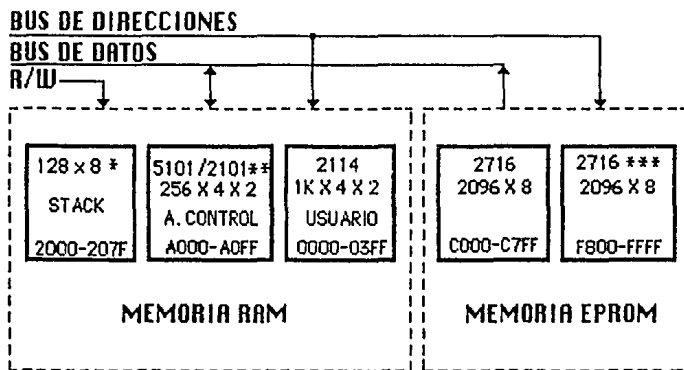 BUS DE DIRECCIONES
BUS DE DATOS
R/W
128 x 8 *
STACK
2000-207F
5101/2101**
256 X 4 X 2
A. CONTROL
A000-A0FF
2114
1K X 4 X 2
USUARIO
0000-03FF
2716
2096 X 8
C000-C7FF
2716 ***
2096 X 8
F800-FFFF
MEMORIA RAM
MEMORIA EPROM